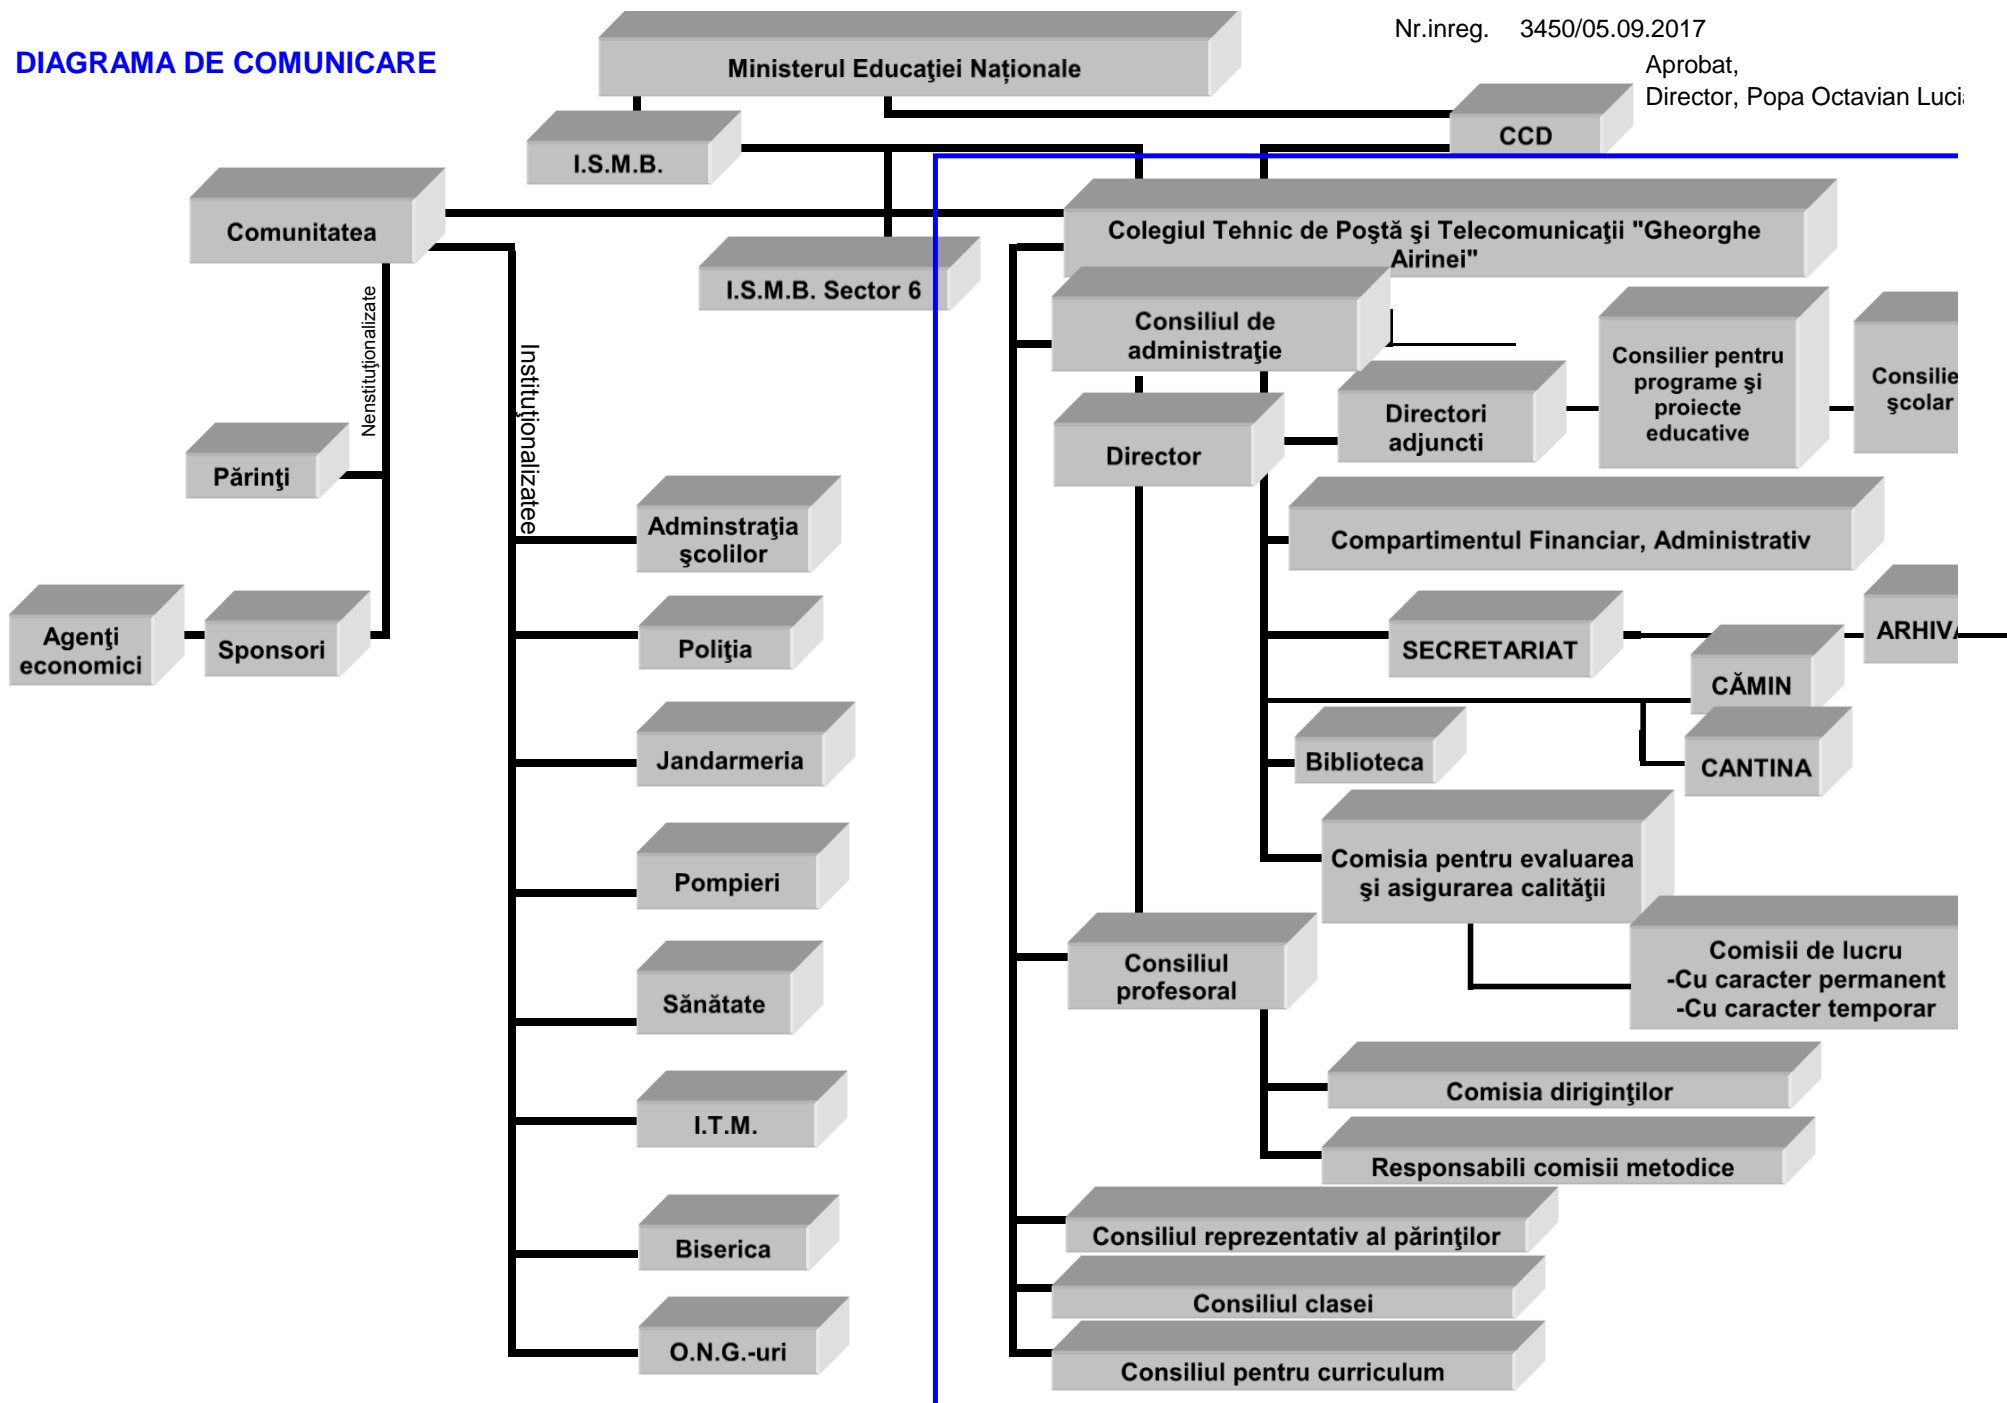 Nr.inreg. 3450/05.09.2017
DIAGRAMA DE COMUNICARE
Ministerul Educaţiei Naționale
Aprobat,
Director, Popa Octavian
CCD
I.S.M.B.
Comunitatea
Colegiul Tehnic de Poştă şi Telecomunicaţii "Gheorghe
Airinei"
I.S.M.B. Sector 6
Nenstituţionalizate
Instituţionalizatee
Consiliul de
administraţie
Consilier pentru
programe şi
proiecte
educative
şcolar
Directori
adjuncti
Director
Părinţi
Adminstraţia
şcolilor
Compartimentul Financiar, Administrativ
Agenţi
economici
Sponsori
Poliţia
SECRETARIAT
ARHIVA
CĂMIN
Jandarmeria
Biblioteca
CANTINA
Pompieri
Comisia pentru evaluarea
şi asigurarea calităţii
Consiliul
profesoral
Comisii de lucru
-Cu caracter permanent
-Cu caracter temporar
Sănătate
Comisia diriginţilor
I.T.M.
Responsabili comisii metodice
Consiliul reprezentativ al părinţilor
Biserica
Consiliul clasei
O.N.G.-uri
Consiliul pentru curriculum